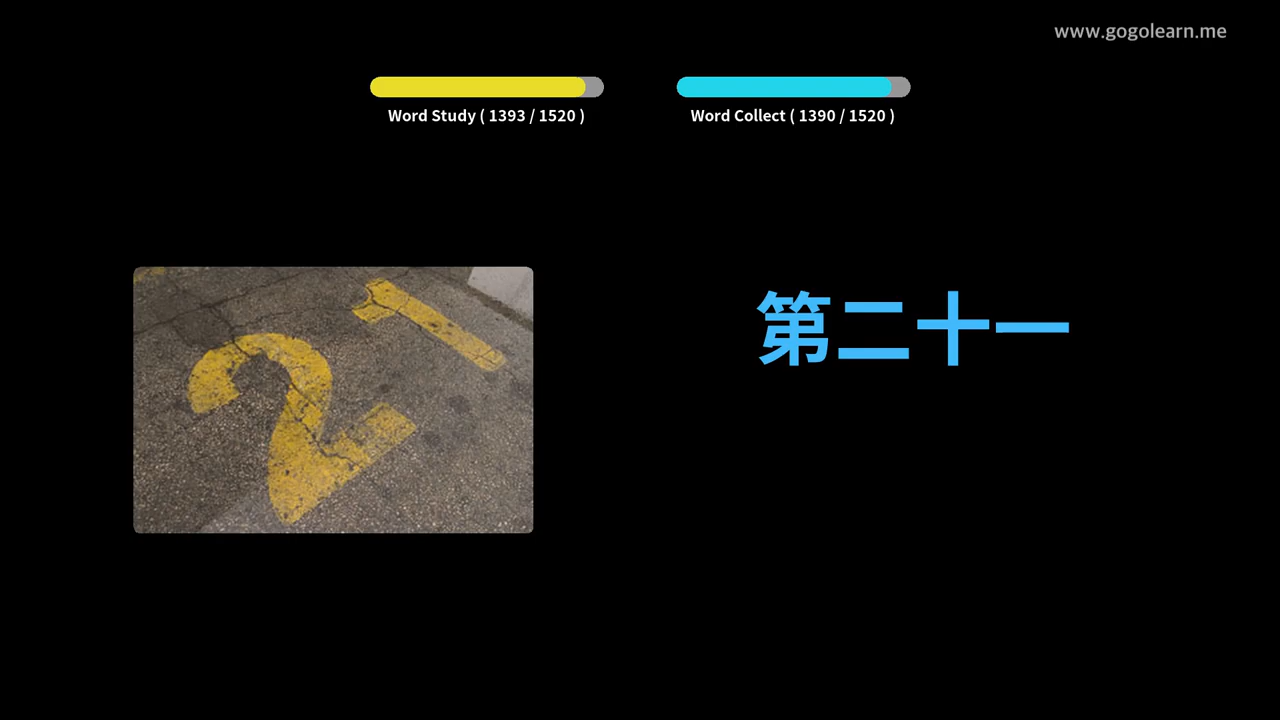 www.gogolearn.me
Word Study ( 1393 / 1520 )
Word Collect ( 1390 / 1520 )
21
第二十一